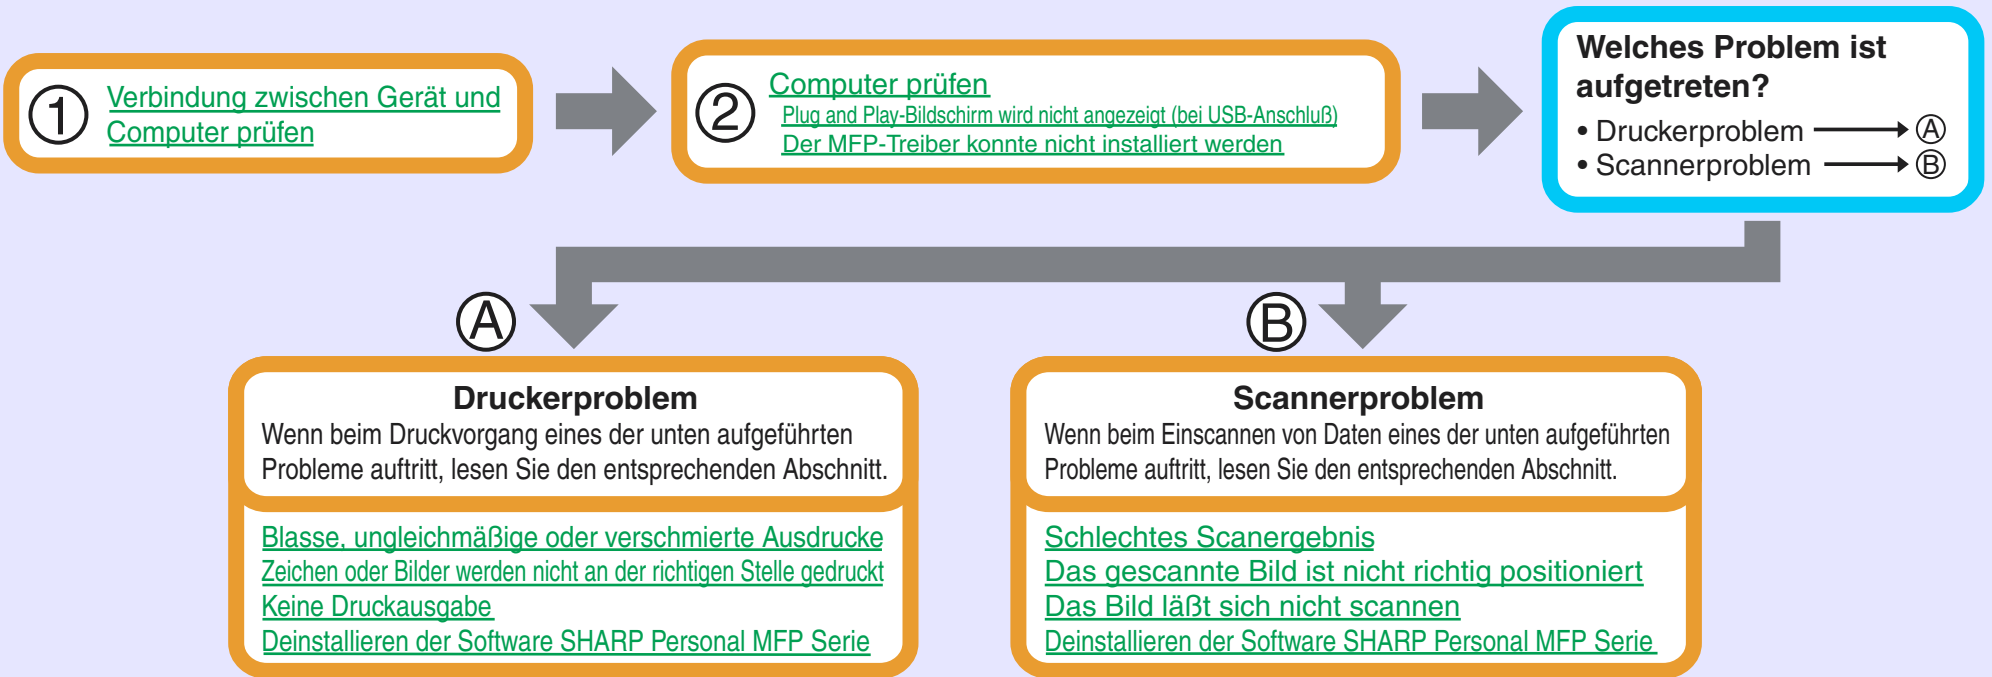 ① Verbindung zwischen Gerät und
Computer prüfen
② Computer prüfen
Plug and Play-Bildschirm wird nicht angezeigt (bei USB-Anschluß)
Der MFP-Treiber konnte nicht installiert werden
Welches Problem ist
aufgetreten?
• Druckerproblem → Ⓐ
• Scannerproblem → Ⓑ
Ⓐ
Druckerproblem
Wenn beim Druckvorgang eines der unten aufgeführten
Probleme auftritt, lesen Sie den entsprechenden Abschnitt.
Blasse, ungleichmäßige oder verschmierte Ausdrucke
Zeichen oder Bilder werden nicht an der richtigen Stelle gedruckt
Keine Druckausgabe
Deinstallieren der Software SHARP Personal MFP Serie
Ⓑ
Scannerproblem
Wenn beim Einscannen von Daten eines der unten aufgeführten
Probleme auftritt, lesen Sie den entsprechenden Abschnitt.
Schlechtes Scanergebnis
Das gescannte Bild ist nicht richtig positioniert
Das Bild läßt sich nicht scannen
Deinstallieren der Software SHARP Personal MFP Serie